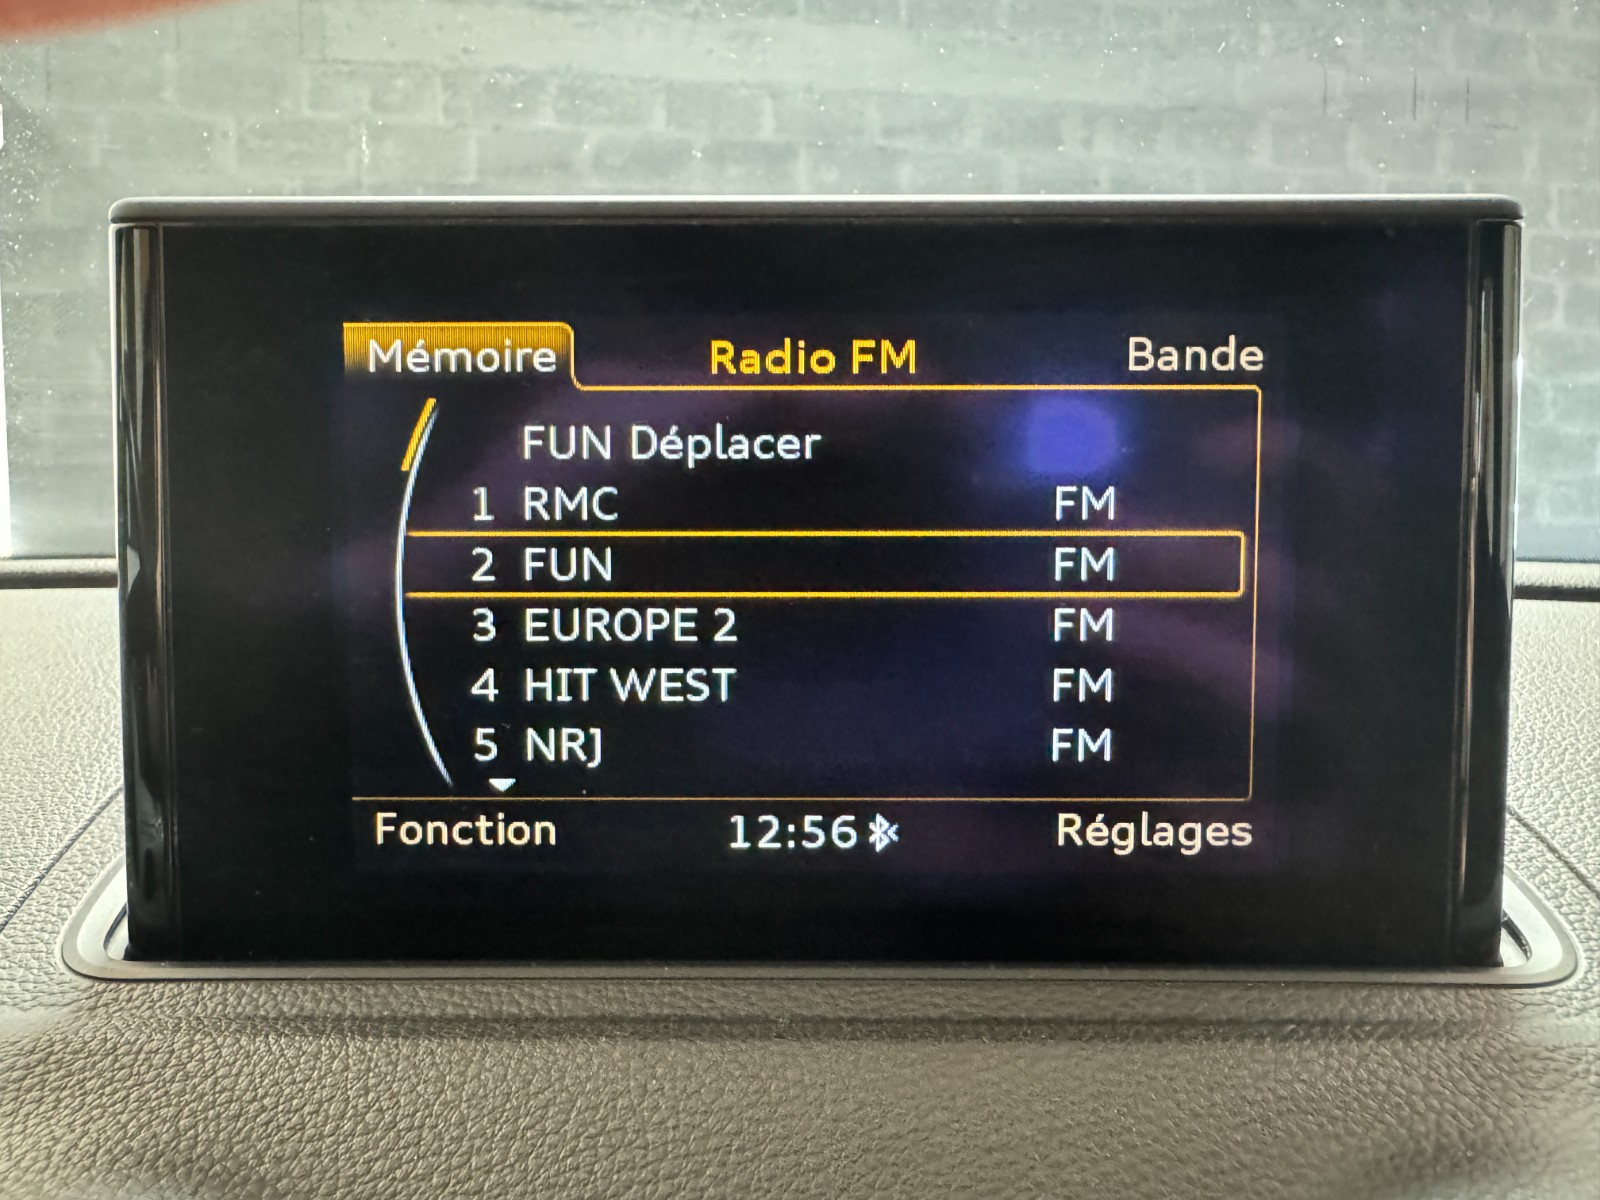 Mémoire Radio FM Bande
FUN Déplacer
1 RMC FM
2 FUN FM
3 EUROPE 2 FM
4 HIT WEST FM
5 NRJ FM
Fonction 12:56 Réglages